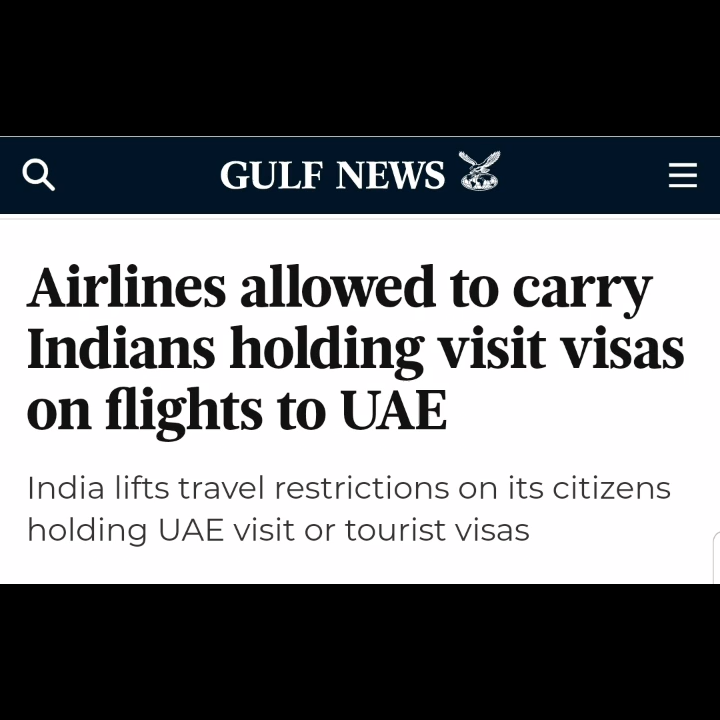 GULF NEWS
Airlines allowed to carry
Indians holding visit visas
on flights to UAE
India lifts travel restrictions on its citizens
holding UAE visit or tourist visas